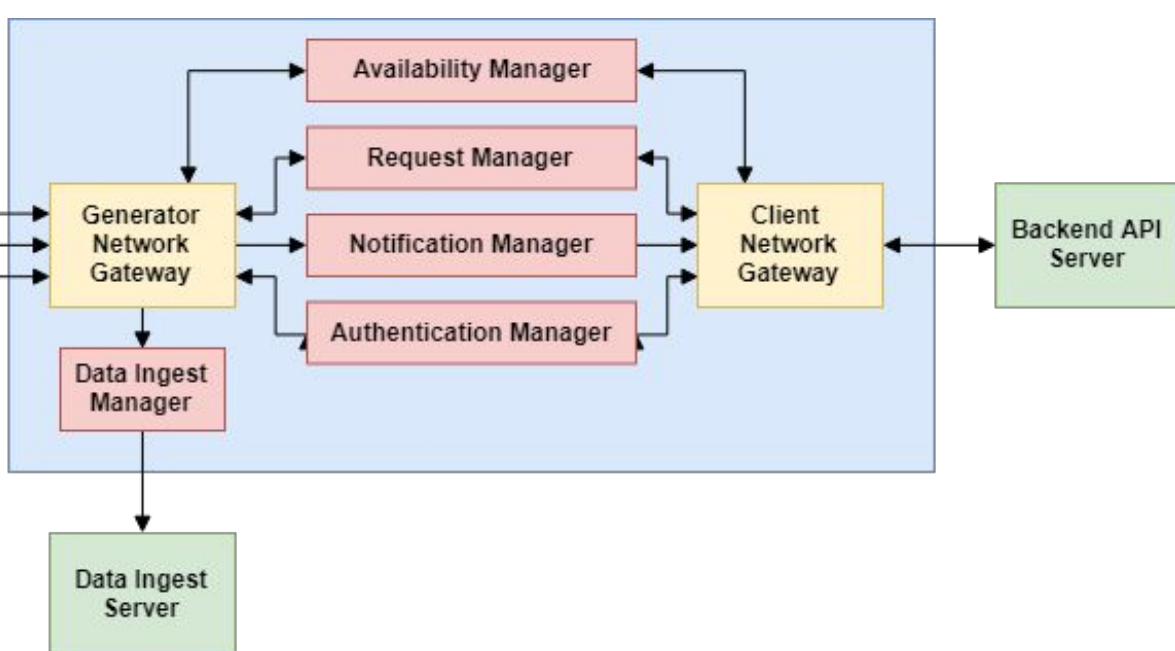 Availability Manager
Request Manager
Generator
Network
Gateway
Notification Manager
Client
Network
Gateway
Backend API
Server
Authentication Manager
Data Ingest
Manager
Data Ingest
Server